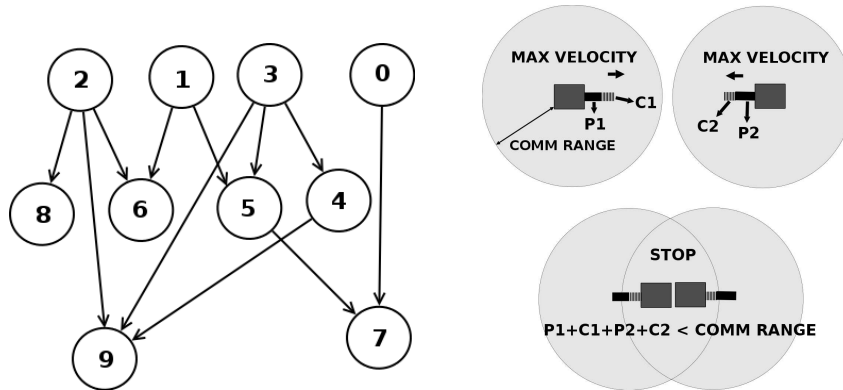 2
1
3
0
8
6
5
4
9
7
MAX VELOCITY
P1
C1
COMM RANGE
MAX VELOCITY
C2
P2
STOP
P1+C1+P2+C2 < COMM RANGE